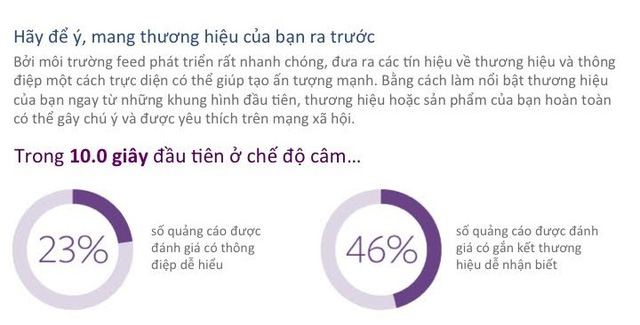 Hãy để ý, mang thương hiệu của bạn ra trước
Bởi môi trường feed phát triển rất nhanh chóng, đưa ra các tín hiệu về thương hiệu và thông
điệp một cách trực diện có thể giúp tạo ấn tượng mạnh. Bằng cách làm nổi bật thương hiệu
của bạn ngay từ những khung hình đầu tiên, thương hiệu hoặc sản phẩm của bạn hoàn toàn
có thể gây chú ý và được yêu thích trên mạng xã hội.
Trong 10.0 giây đầu tiên ở chế độ câm...
23%
số quảng cáo được
đánh giá có thông
điệp dễ hiểu
46%
số quảng cáo được đánh
giá có gắn kết thương
hiệu dễ nhận biết